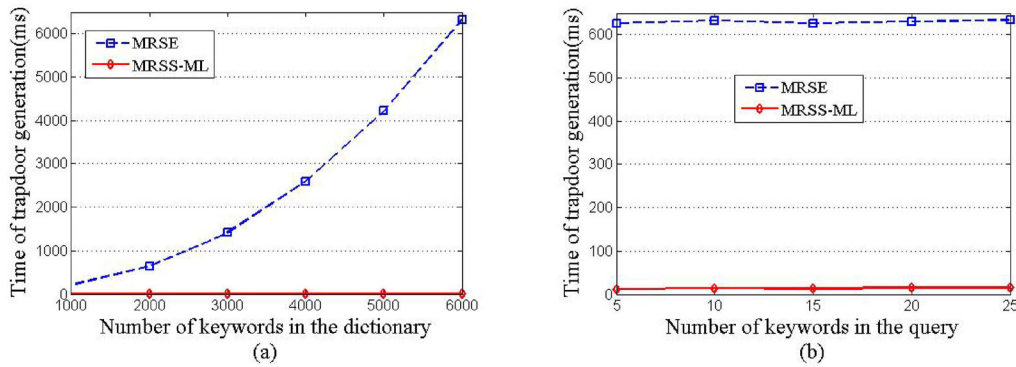 Time of trapdoor generation(ms)
6000
5000
4000
3000
2000
1000
0
MRSE
MRSS-ML
1000 2000 3000 4000 5000 6000
Number of keywords in the dictionary
(a)
Time of trapdoor generation(ms)
600
500
400
300
200
100
0
MRSE
MRSS-ML
5 10 15 20 25
Number of keywords in the query
(b)